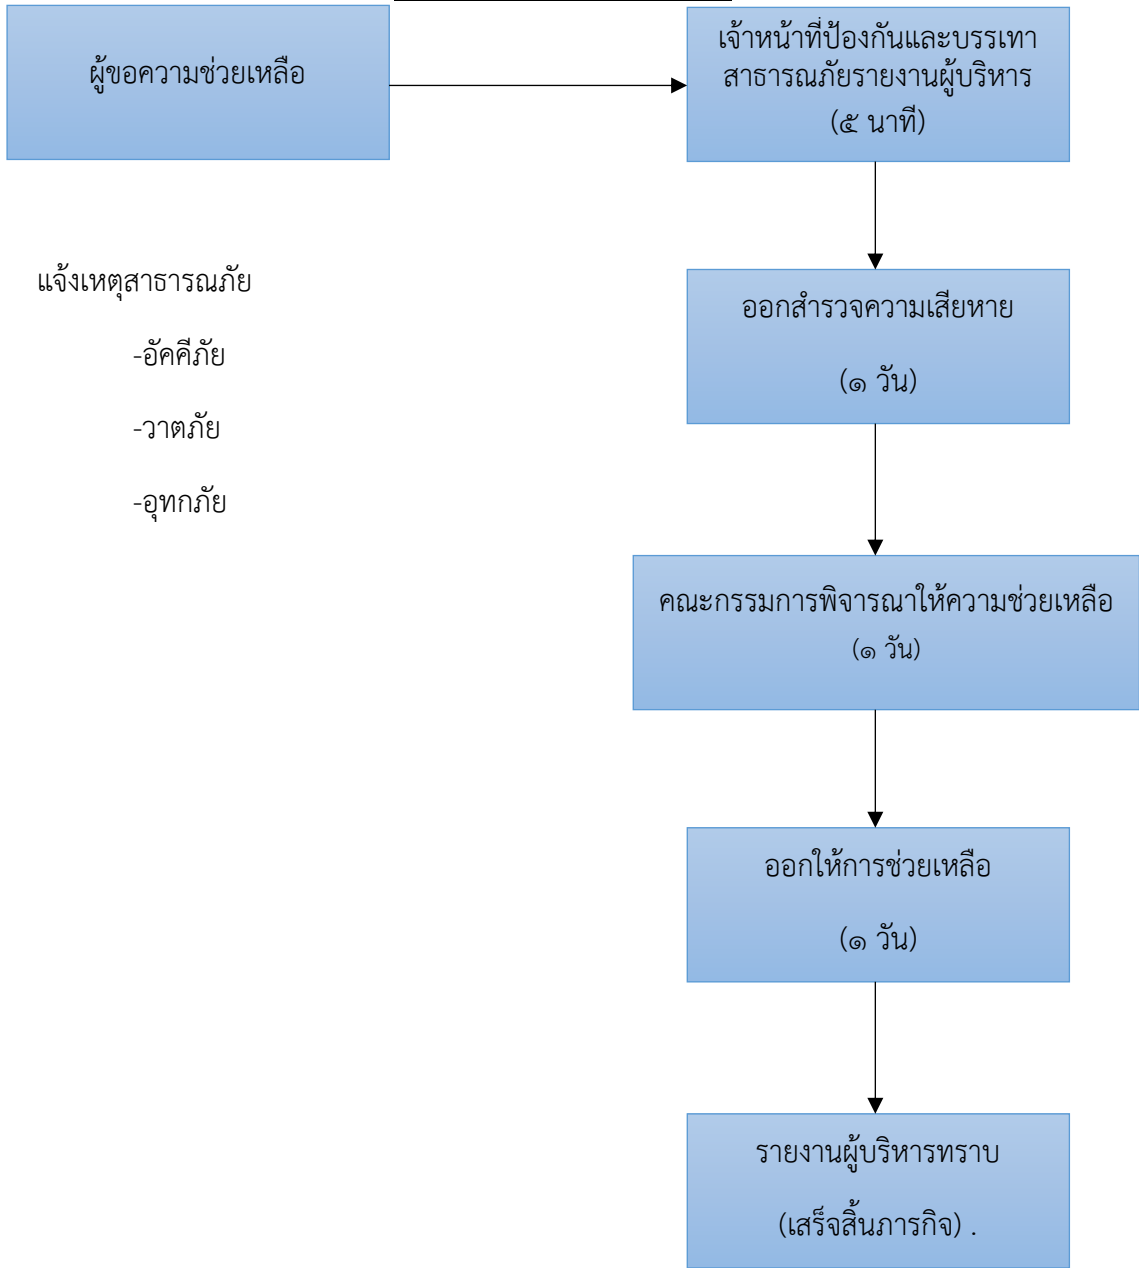 ผู้ขอความช่วยเหลือ
เจ้าหน้าที่ป้องกันและบรรเทา
สาธารณภัยรายงานผู้บริหาร
(๕ นาที)
แจ้งเหตุสาธารณภัย
-อัคคีภัย
-วาตภัย
-อุทกภัย
ออกสำรวจความเสียหาย
(๑ วัน)
คณะกรรมการพิจารณาให้ความช่วยเหลือ
(๑ วัน)
ออกให้การช่วยเหลือ
(๑ วัน)
รายงานผู้บริหารทราบ
(เสร็จสิ้นภารกิจ) .